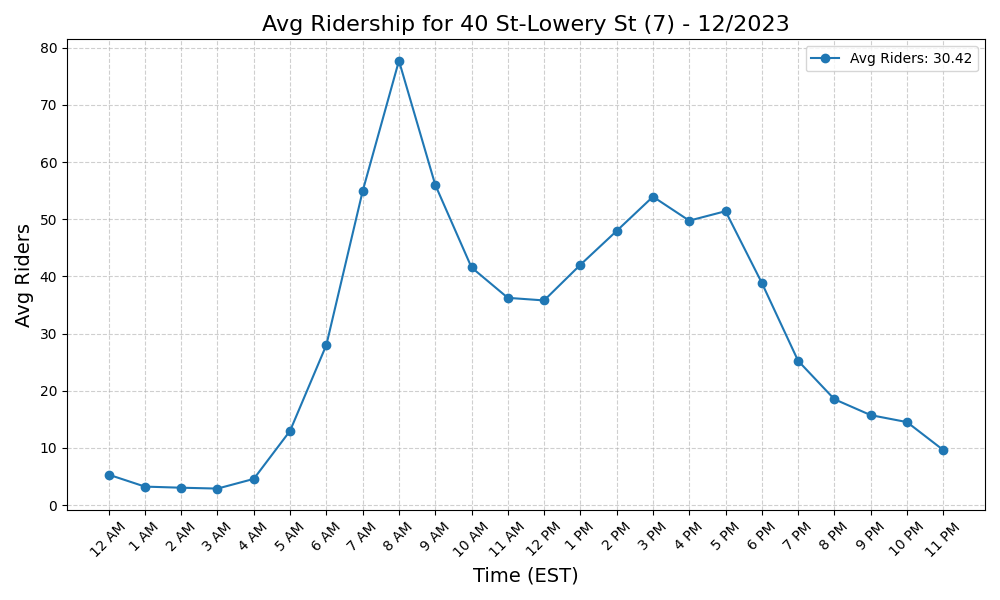 Avg Ridership for 40 St-Lowery St (7) - 12/2023
Avg Riders: 30.42
Avg Riders
80
70
60
50
40
30
20
10
0
12 AM
1 AM
2 AM
3 AM
4 AM
5 AM
6 AM
7 AM
8 AM
9 AM
10 AM
11 AM
12 PM
1 PM
2 PM
3 PM
4 PM
5 PM
6 PM
7 PM
8 PM
9 PM
10 PM
11 PM
Time (EST)